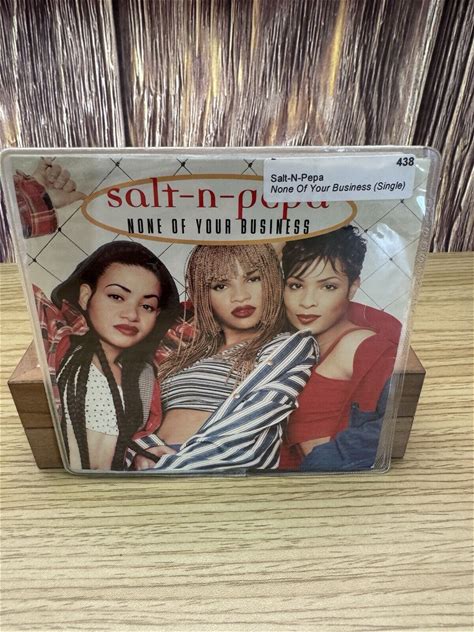 438
Salt-N-Pepa
None Of Your Business (Single)
salt-n-pepa
NONE OF YOUR BUSINESS